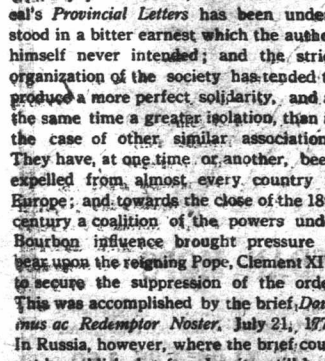 cal's Provincial Letters has been unde
stood in a bitter earnest which the auth
himself never intended; and the stri
organization of the society has tended t
produce a more perfect solidarity, and
the same time a greater isolation, than
the case of other similar association
They have, at one time or another, bee
expelled from almost every country
Europe; and towards the close of the 18
century a coalition of the powers und
Bourbon influence brought pressure
bear upon the reigning Pope, Clement XI
to secure the suppression of the orde
This was accomplished by the brief, Do
inus ac Redemptor Noster, July 21, 177
In Russia, however, where the brief cou